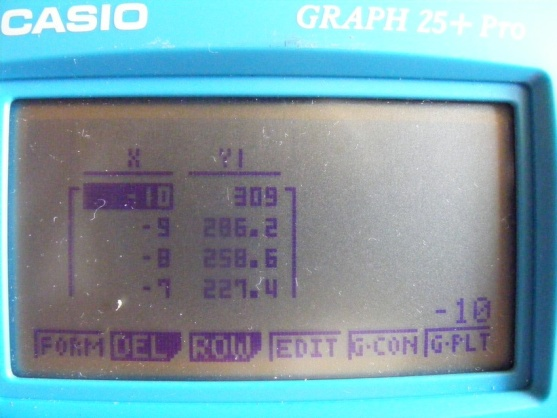 CASIO GRAPH 25+ Pro
X Y1
-10 309
-9 286.2
-8 258.6
-7 227.4
-10
FORM DEL ROW EDIT G·CON G·PLT